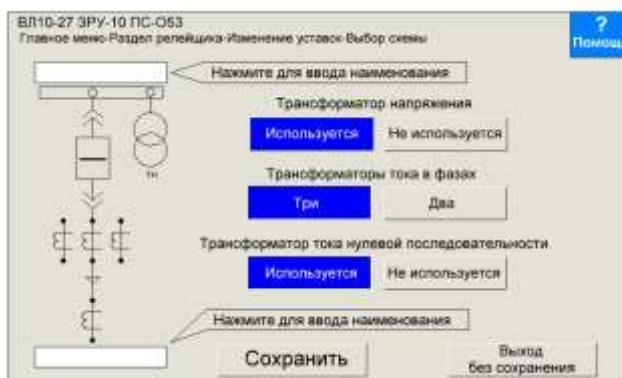 ВЛ10-27 ЗРУ-10 ПС-О53
Главное меню-Раздел релейщика-Изменение уставок-Выбор схемы
?
Помощь
Нажмите для ввода наименования
Трансформатор напряжения
Используется
Не используется
ТН
Трансформаторы тока в фазах
Три
Два
Трансформатор тока нулевой последовательности
Используется
Не используется
Нажмите для ввода наименования
Сохранить
Выход
без сохранения